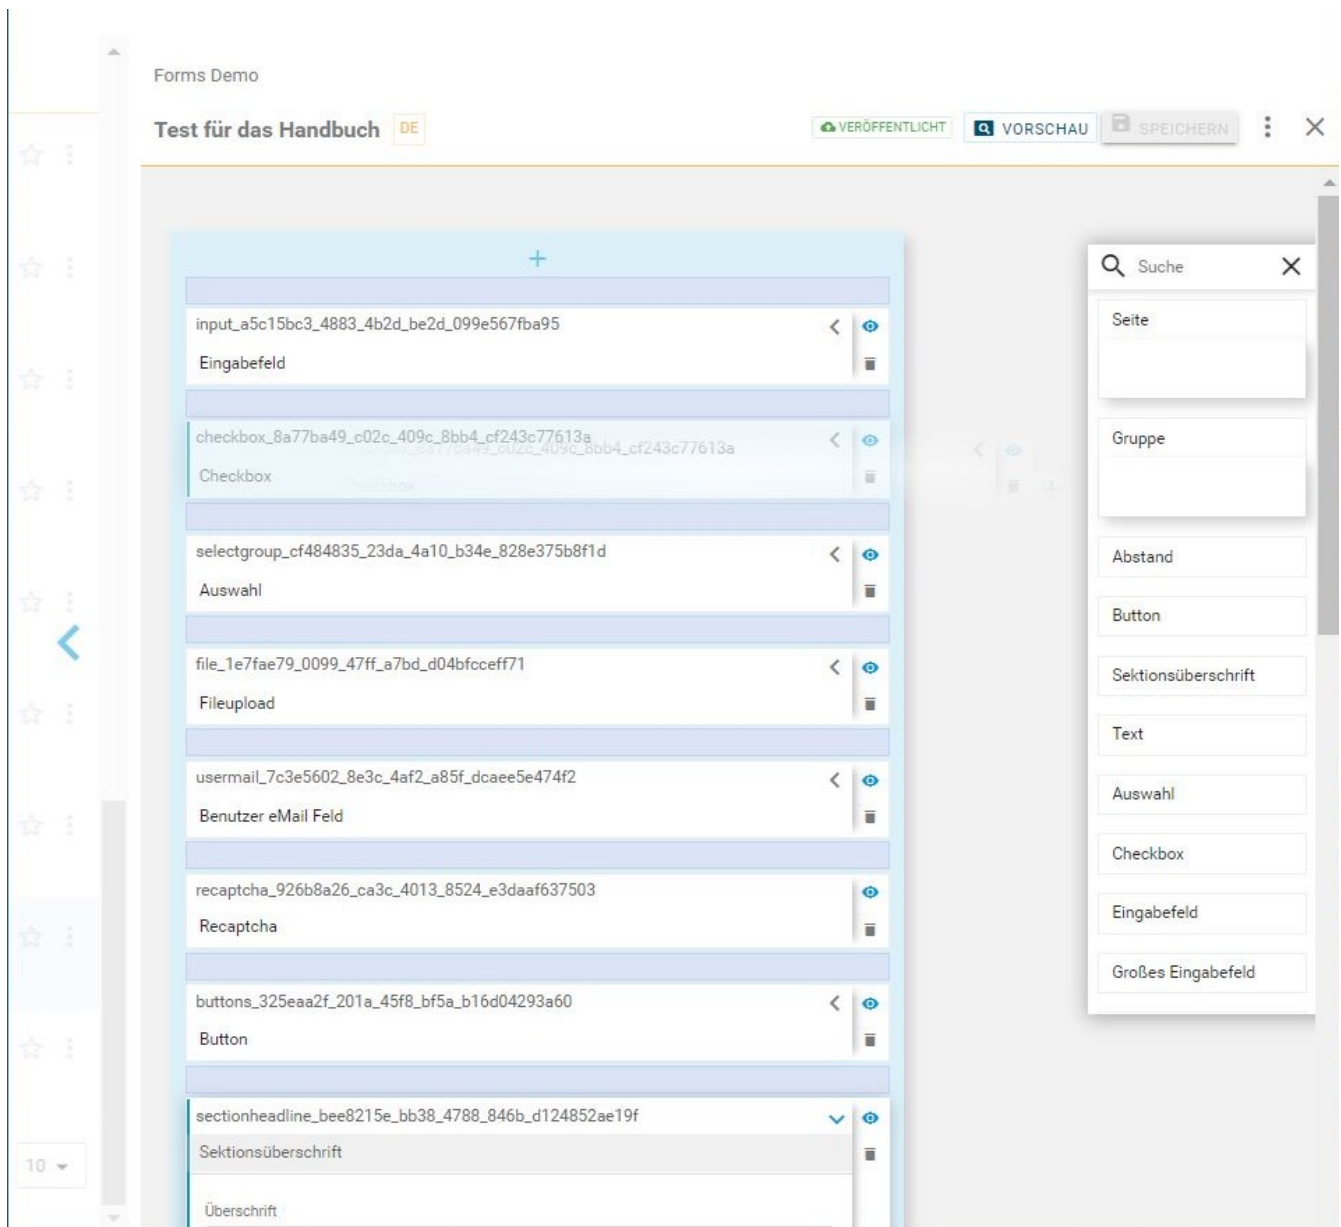 Forms Demo
Test für das Handbuch DE
VERÖFFENTLICHT VORSCHAU SPEICHERN
input_a5c15bc3_4883_4b2d_be2d_099e567fba95
Eingabefeld
checkbox_8a77ba49_c02c_409c_8bb4_cf243c77613a
Checkbox
selectgroup_cf484835_23da_4a10_b34e_828e375b8f1d
Auswahl
file_1e7fae79_0099_47ff_a7bd_d04bfcceff71
Fileupload
usermail_7c3e5602_8e3c_4af2_a85f_dcaee5e474f2
Benutzer eMail Feld
recaptcha_926b8a26_ca3c_4013_8524_e3daaf637503
Recaptcha
buttons_325eaa2f_201a_45f8_bf5a_b16d04293a60
Button
sectionheadline_bee8215e_bb38_4788_846b_d124852ae19f
Sektionsüberschrift
Überschrift
Suche
Seite
Gruppe
Abstand
Button
Sektionsüberschrift
Text
Auswahl
Checkbox
Eingabefeld
Großes Eingabefeld
10